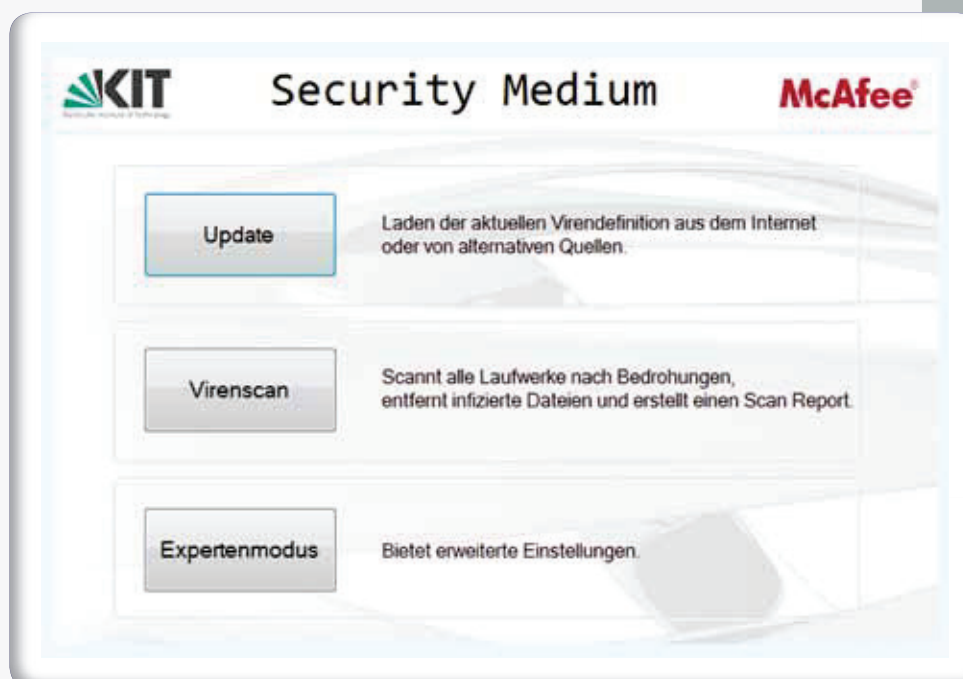 KIT
Security Medium
McAfee®
Update
Laden der aktuellen Virendefinition aus dem Internet
oder von alternativen Quellen.
Virenscan
Scannt alle Laufwerke nach Bedrohungen,
entfernt infizierte Dateien und erstellt einen Scan Report.
Expertenmodus
Bietet erweiterte Einstellungen.